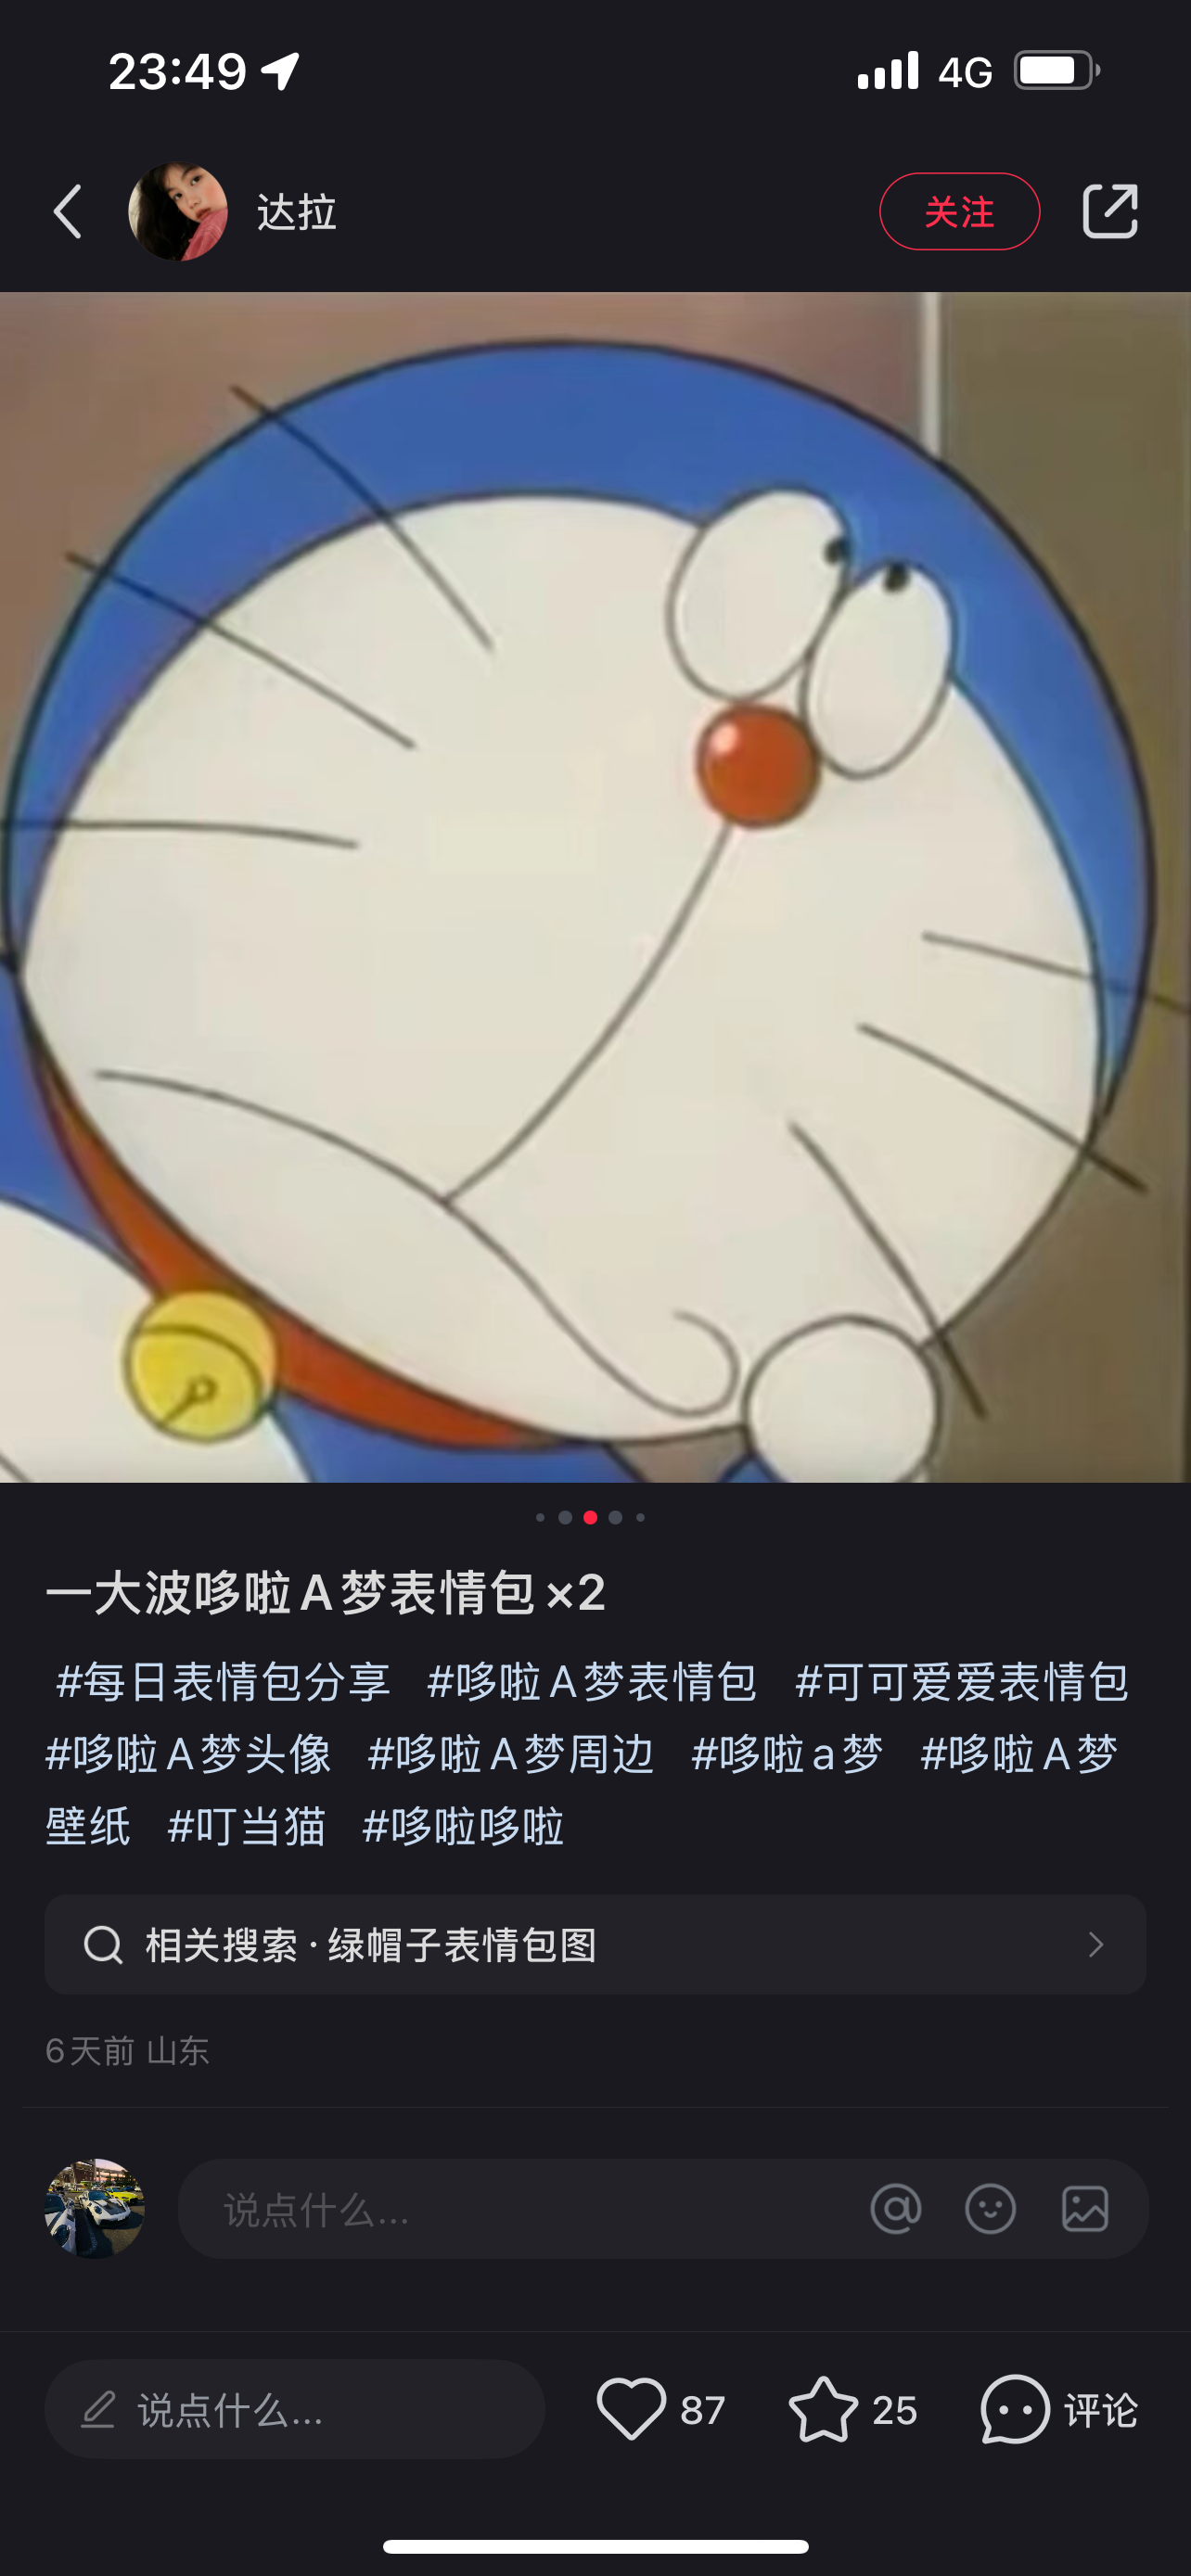 23:49 4G
达拉 关注
一大波哆啦A梦表情包×2
#每日表情包分享 #哆啦A梦表情包 #可可爱爱表情包
#哆啦A梦头像 #哆啦A梦周边 #哆啦a梦 #哆啦A梦
壁纸 #叮当猫 #哆啦哆啦
相关搜索 · 绿帽子表情包图
6天前 山东
说点什么...
说点什么... 87 25 评论